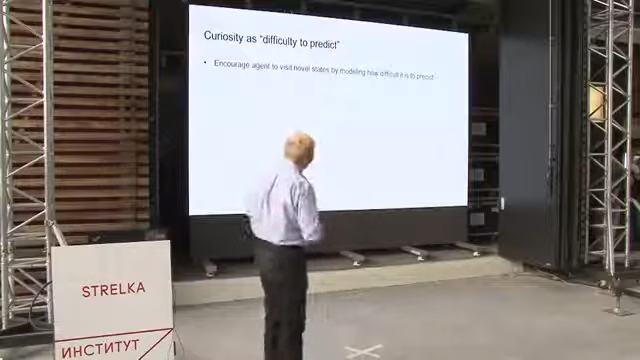 Curiosity as "difficulty to predict"
• Encourage agent to visit novel states by modeling how difficult it is to predict
STRELKA
ИНСТИТУТ